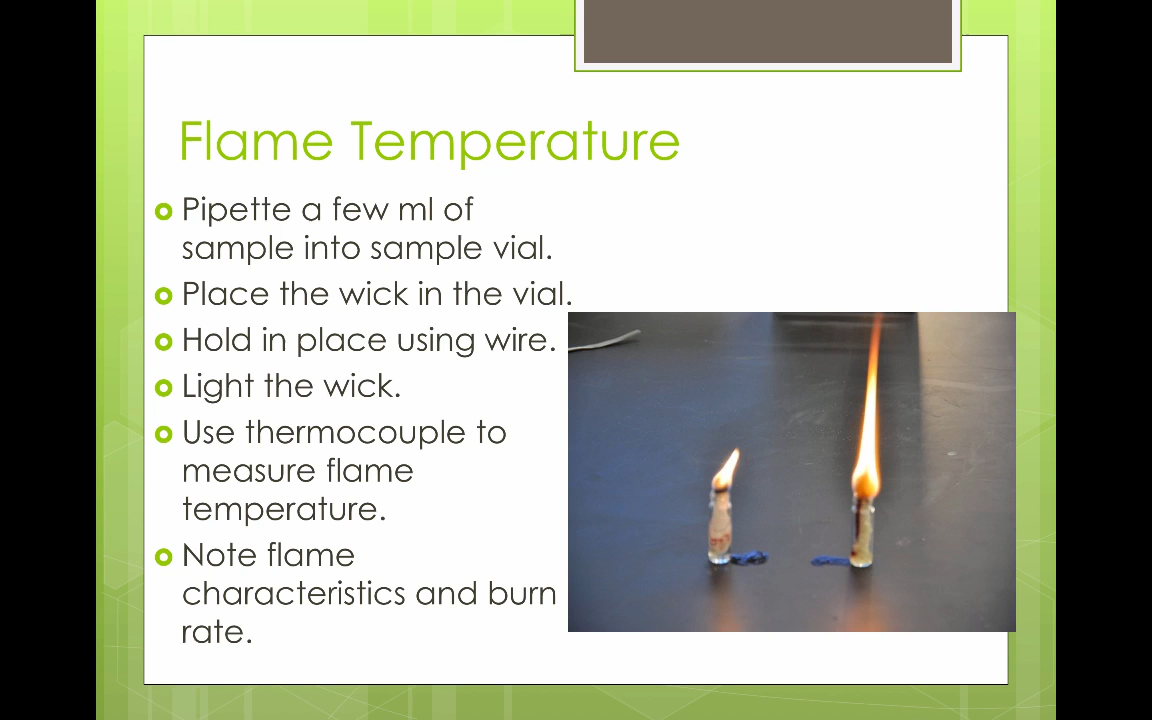 Flame Temperature
Pipette a few ml of
sample into sample vial.
Place the wick in the vial.
Hold in place using wire.
Light the wick.
Use thermocouple to
measure flame
temperature.
Note flame
characteristics and burn
rate.